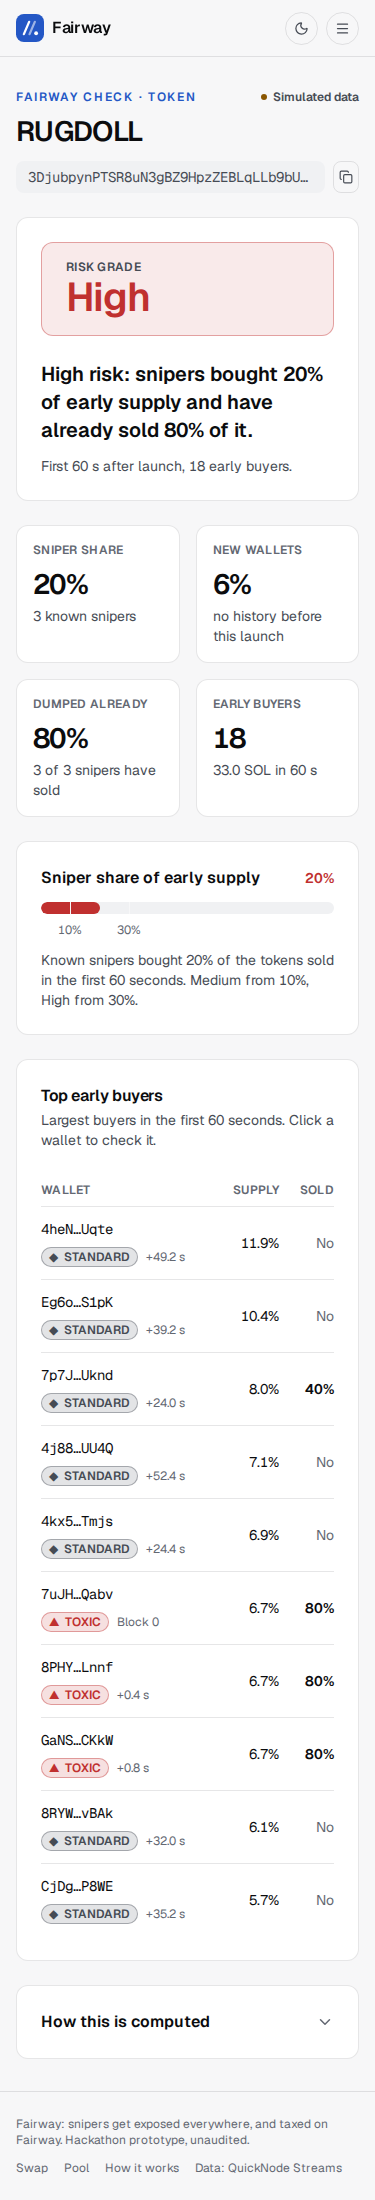 Fairway
FAIRWAY CHECK · TOKEN
Simulated data
RUGDOLL
3DjubpynPTSR8uN3gBZ9HpzZEBLqLLb9bU…
RISK GRADE
High
High risk: snipers bought 20%
of early supply and have
already sold 80% of it.
First 60 s after launch, 18 early buyers.
SNIPER SHARE
20%
3 known snipers
NEW WALLETS
6%
no history before
this launch
DUMPED ALREADY
80%
3 of 3 snipers have
sold
EARLY BUYERS
18
33.0 SOL in 60 s
Sniper share of early supply
20%
10%
30%
Known snipers bought 20% of the tokens sold
in the first 60 seconds. Medium from 10%,
High from 30%.
Top early buyers
Largest buyers in the first 60 seconds. Click a
wallet to check it.
WALLET SUPPLY SOLD
4heN…Uqte
STANDARD +49.2 s 11.9% No
Eg6o…S1pK
STANDARD +39.2 s 10.4% No
7p7J…Uknd
STANDARD +24.0 s 8.0% 40%
4j88…UU4Q
STANDARD +52.4 s 7.1% No
4kx5…Tmjs
STANDARD +24.4 s 6.9% No
7uJH…Qabv
TOXIC Block 0 6.7% 80%
8PHY…Lnnf
TOXIC +0.4 s 6.7% 80%
GaNS…CKkW
TOXIC +0.8 s 6.7% 80%
8RYW…vBAk
STANDARD +32.0 s 6.1% No
CjDg…P8WE
STANDARD +35.2 s 5.7% No
How this is computed
Fairway: snipers get exposed everywhere, and taxed on
Fairway. Hackathon prototype, unaudited.
Swap Pool How it works Data: QuickNode Streams